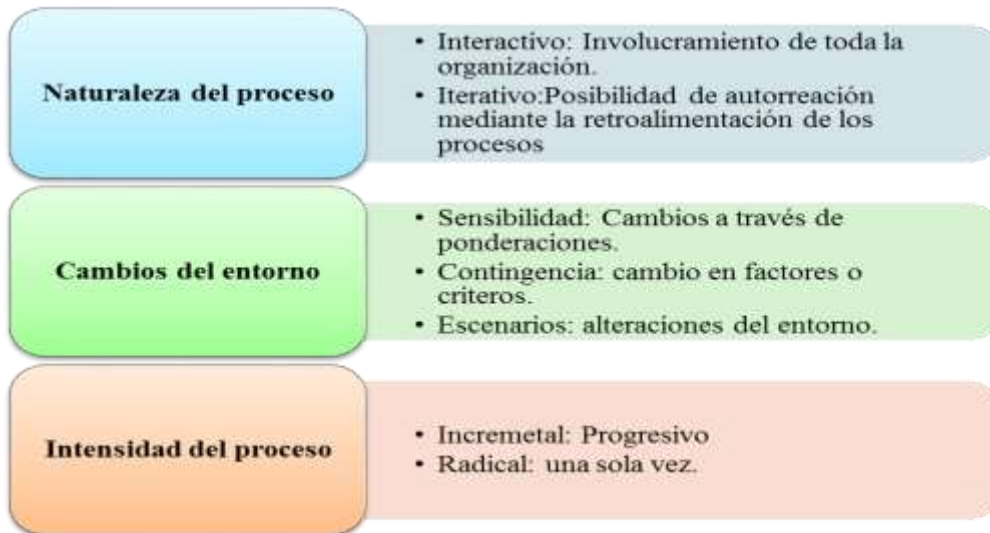 Naturaleza del proceso
• Interactivo: Involucramiento de toda la
organización.
• Iterativo:Posibilidad de autorreación
mediante la retroalimentación de los
procesos
Cambios del entorno
• Sensibilidad: Cambios a través de
ponderaciones.
• Contingencia: cambio en factores o
criteros.
• Escenarios: alteraciones del entorno.
Intensidad del proceso
• Incremetal: Progresivo
• Radical: una sola vez.